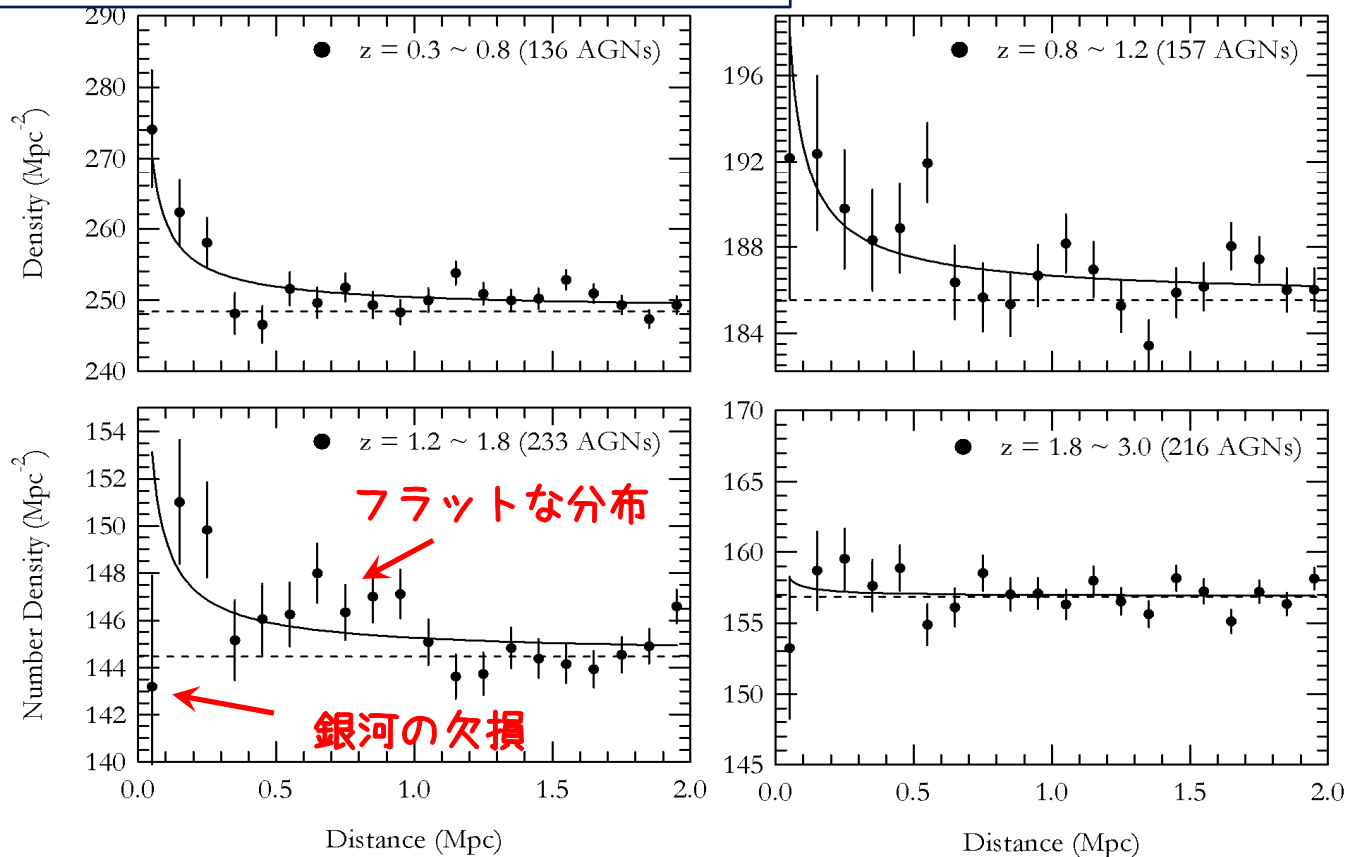 290
280
270
260
250
240
Density (Mpc⁻²)
z = 0.3 ~ 0.8 (136 AGNs)
196
192
188
184
z = 0.8 ~ 1.2 (157 AGNs)
154
152
150
148
146
144
142
140
Number Density (Mpc⁻²)
z = 1.2 ~ 1.8 (233 AGNs)
フラットな分布
銀河の欠損
0.0 0.5 1.0 1.5 2.0
Distance (Mpc)
170
165
160
155
150
145
z = 1.8 ~ 3.0 (216 AGNs)
0.0 0.5 1.0 1.5 2.0
Distance (Mpc)